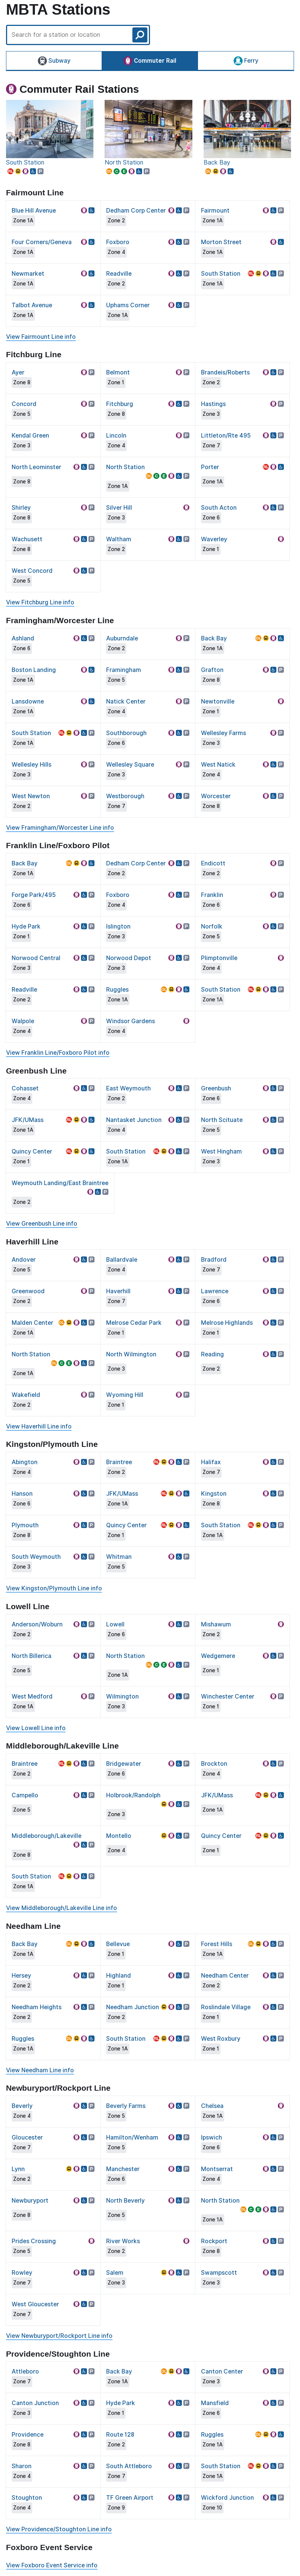 MBTA Stations
Search for a station or location
Subway Commuter Rail Ferry
Commuter Rail Stations
South Station North Station Back Bay
Fairmount Line
Blue Hill Avenue Dedham Corp Center Fairmount
Zone 1A Zone 2 Zone 1A
Four Corners/Geneva Foxboro Morton Street
Zone 1A Zone 4 Zone 1A
Newmarket Readville South Station
Zone 1A Zone 2 Zone 1A
Talbot Avenue Uphams Corner
Zone 1A Zone 1A
View Fairmount Line info
Fitchburg Line
Ayer Belmont Brandeis/Roberts
Zone 8 Zone 1 Zone 2
Concord Fitchburg Hastings
Zone 5 Zone 8 Zone 3
Kendal Green Lincoln Littleton/Rte 495
Zone 3 Zone 4 Zone 7
North Leominster North Station Porter
Zone 8 Zone 1A Zone 1A
Shirley Silver Hill South Acton
Zone 8 Zone 3 Zone 6
Wachusett Waltham Waverley
Zone 8 Zone 2 Zone 1
West Concord
Zone 5
View Fitchburg Line info
Framingham/Worcester Line
Ashland Auburndale Back Bay
Zone 6 Zone 2 Zone 1A
Boston Landing Framingham Grafton
Zone 1A Zone 5 Zone 8
Lansdowne Natick Center Newtonville
Zone 1A Zone 4 Zone 1
South Station Southborough Wellesley Farms
Zone 1A Zone 6 Zone 3
Wellesley Hills Wellesley Square West Natick
Zone 3 Zone 3 Zone 4
West Newton Westborough Worcester
Zone 2 Zone 7 Zone 8
View Framingham/Worcester Line info
Franklin Line/Foxboro Pilot
Back Bay Dedham Corp Center Endicott
Zone 1A Zone 2 Zone 2
Forge Park/495 Foxboro Franklin
Zone 6 Zone 4 Zone 6
Hyde Park Islington Norfolk
Zone 1 Zone 3 Zone 5
Norwood Central Norwood Depot Plimptonville
Zone 3 Zone 3 Zone 4
Readville Ruggles South Station
Zone 2 Zone 1A Zone 1A
Walpole Windsor Gardens
Zone 4 Zone 4
View Franklin Line/Foxboro Pilot info
Greenbush Line
Cohasset East Weymouth Greenbush
Zone 4 Zone 2 Zone 6
JFK/UMass Nantasket Junction North Scituate
Zone 1A Zone 4 Zone 5
Quincy Center South Station West Hingham
Zone 1 Zone 1A Zone 3
Weymouth Landing/East Braintree
Zone 2
View Greenbush Line info
Haverhill Line
Andover Ballardvale Bradford
Zone 5 Zone 4 Zone 7
Greenwood Haverhill Lawrence
Zone 2 Zone 7 Zone 6
Malden Center Melrose Cedar Park Melrose Highlands
Zone 1A Zone 1 Zone 1
North Station North Wilmington Reading
Zone 1A Zone 3 Zone 2
Wakefield Wyoming Hill
Zone 2 Zone 1
View Haverhill Line info
Kingston/Plymouth Line
Abington Braintree Halifax
Zone 4 Zone 2 Zone 7
Hanson JFK/UMass Kingston
Zone 6 Zone 1A Zone 8
Plymouth Quincy Center South Station
Zone 8 Zone 1 Zone 1A
South Weymouth Whitman
Zone 3 Zone 5
View Kingston/Plymouth Line info
Lowell Line
Anderson/Woburn Lowell Mishawum
Zone 2 Zone 6 Zone 2
North Billerica North Station Wedgemere
Zone 5 Zone 1A Zone 1
West Medford Wilmington Winchester Center
Zone 1A Zone 3 Zone 1
View Lowell Line info
Middleborough/Lakeville Line
Braintree Bridgewater Brockton
Zone 2 Zone 6 Zone 4
Campello Holbrook/Randolph JFK/UMass
Zone 5 Zone 3 Zone 1A
Middleborough/Lakeville Montello Quincy Center
Zone 8 Zone 4 Zone 1
South Station
Zone 1A
View Middleborough/Lakeville Line info
Needham Line
Back Bay Bellevue Forest Hills
Zone 1A Zone 1 Zone 1A
Hersey Highland Needham Center
Zone 2 Zone 1 Zone 2
Needham Heights Needham Junction Roslindale Village
Zone 2 Zone 2 Zone 1
Ruggles South Station West Roxbury
Zone 1A Zone 1A Zone 1
View Needham Line info
Newburyport/Rockport Line
Beverly Beverly Farms Chelsea
Zone 4 Zone 5 Zone 1A
Gloucester Hamilton/Wenham Ipswich
Zone 7 Zone 5 Zone 6
Lynn Manchester Montserrat
Zone 2 Zone 6 Zone 4
Newburyport North Beverly North Station
Zone 8 Zone 5 Zone 1A
Prides Crossing River Works Rockport
Zone 5 Zone 2 Zone 8
Rowley Salem Swampscott
Zone 7 Zone 3 Zone 3
West Gloucester
Zone 7
View Newburyport/Rockport Line info
Providence/Stoughton Line
Attleboro Back Bay Canton Center
Zone 7 Zone 1A Zone 3
Canton Junction Hyde Park Mansfield
Zone 3 Zone 1 Zone 6
Providence Route 128 Ruggles
Zone 8 Zone 2 Zone 1A
Sharon South Attleboro South Station
Zone 4 Zone 7 Zone 1A
Stoughton TF Green Airport Wickford Junction
Zone 4 Zone 9 Zone 10
View Providence/Stoughton Line info
Foxboro Event Service
View Foxboro Event Service info